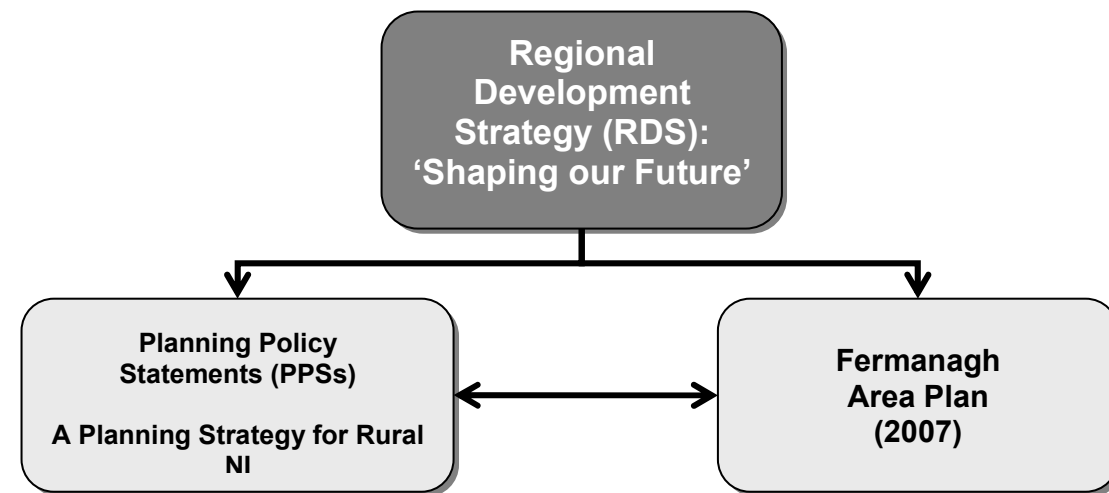 Regional
Development
Strategy (RDS):
‘Shaping our Future’
Planning Policy
Statements (PPSs)
A Planning Strategy for Rural
NI
Fermanagh
Area Plan
(2007)